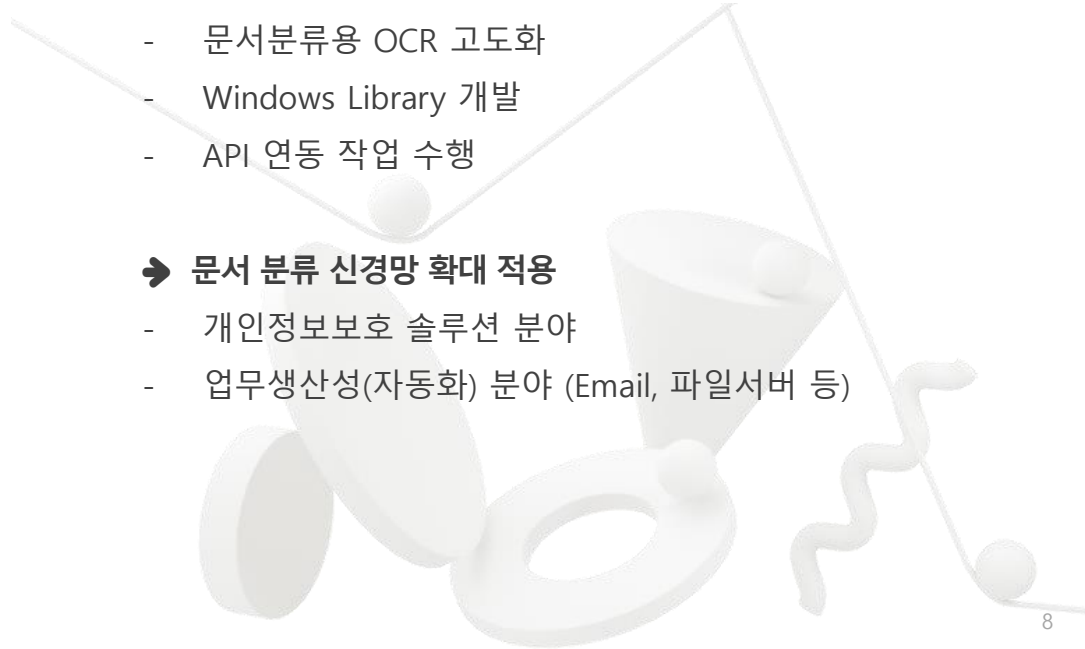 - 문서분류용 OCR 고도화
- Windows Library 개발
- API 연동 작업 수행
➔ 문서 분류 신경망 확대 적용
- 개인정보보호 솔루션 분야
- 업무생산성(자동화) 분야 (Email, 파일서버 등)
8